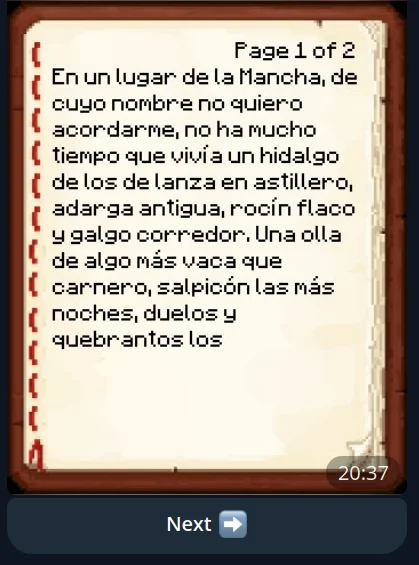 Page 1 of 2
En un lugar de la Mancha, de
cuyo nombre no quiero
acordarme, no ha mucho
tiempo que vivía un hidalgo
de los de lanza en astillero,
adarga antigua, rocín flaco
y galgo corredor. Una olla
de algo más vaca que
carnero, salpicón las más
noches, duelos y
quebrantos los
20:37
Next ➡️